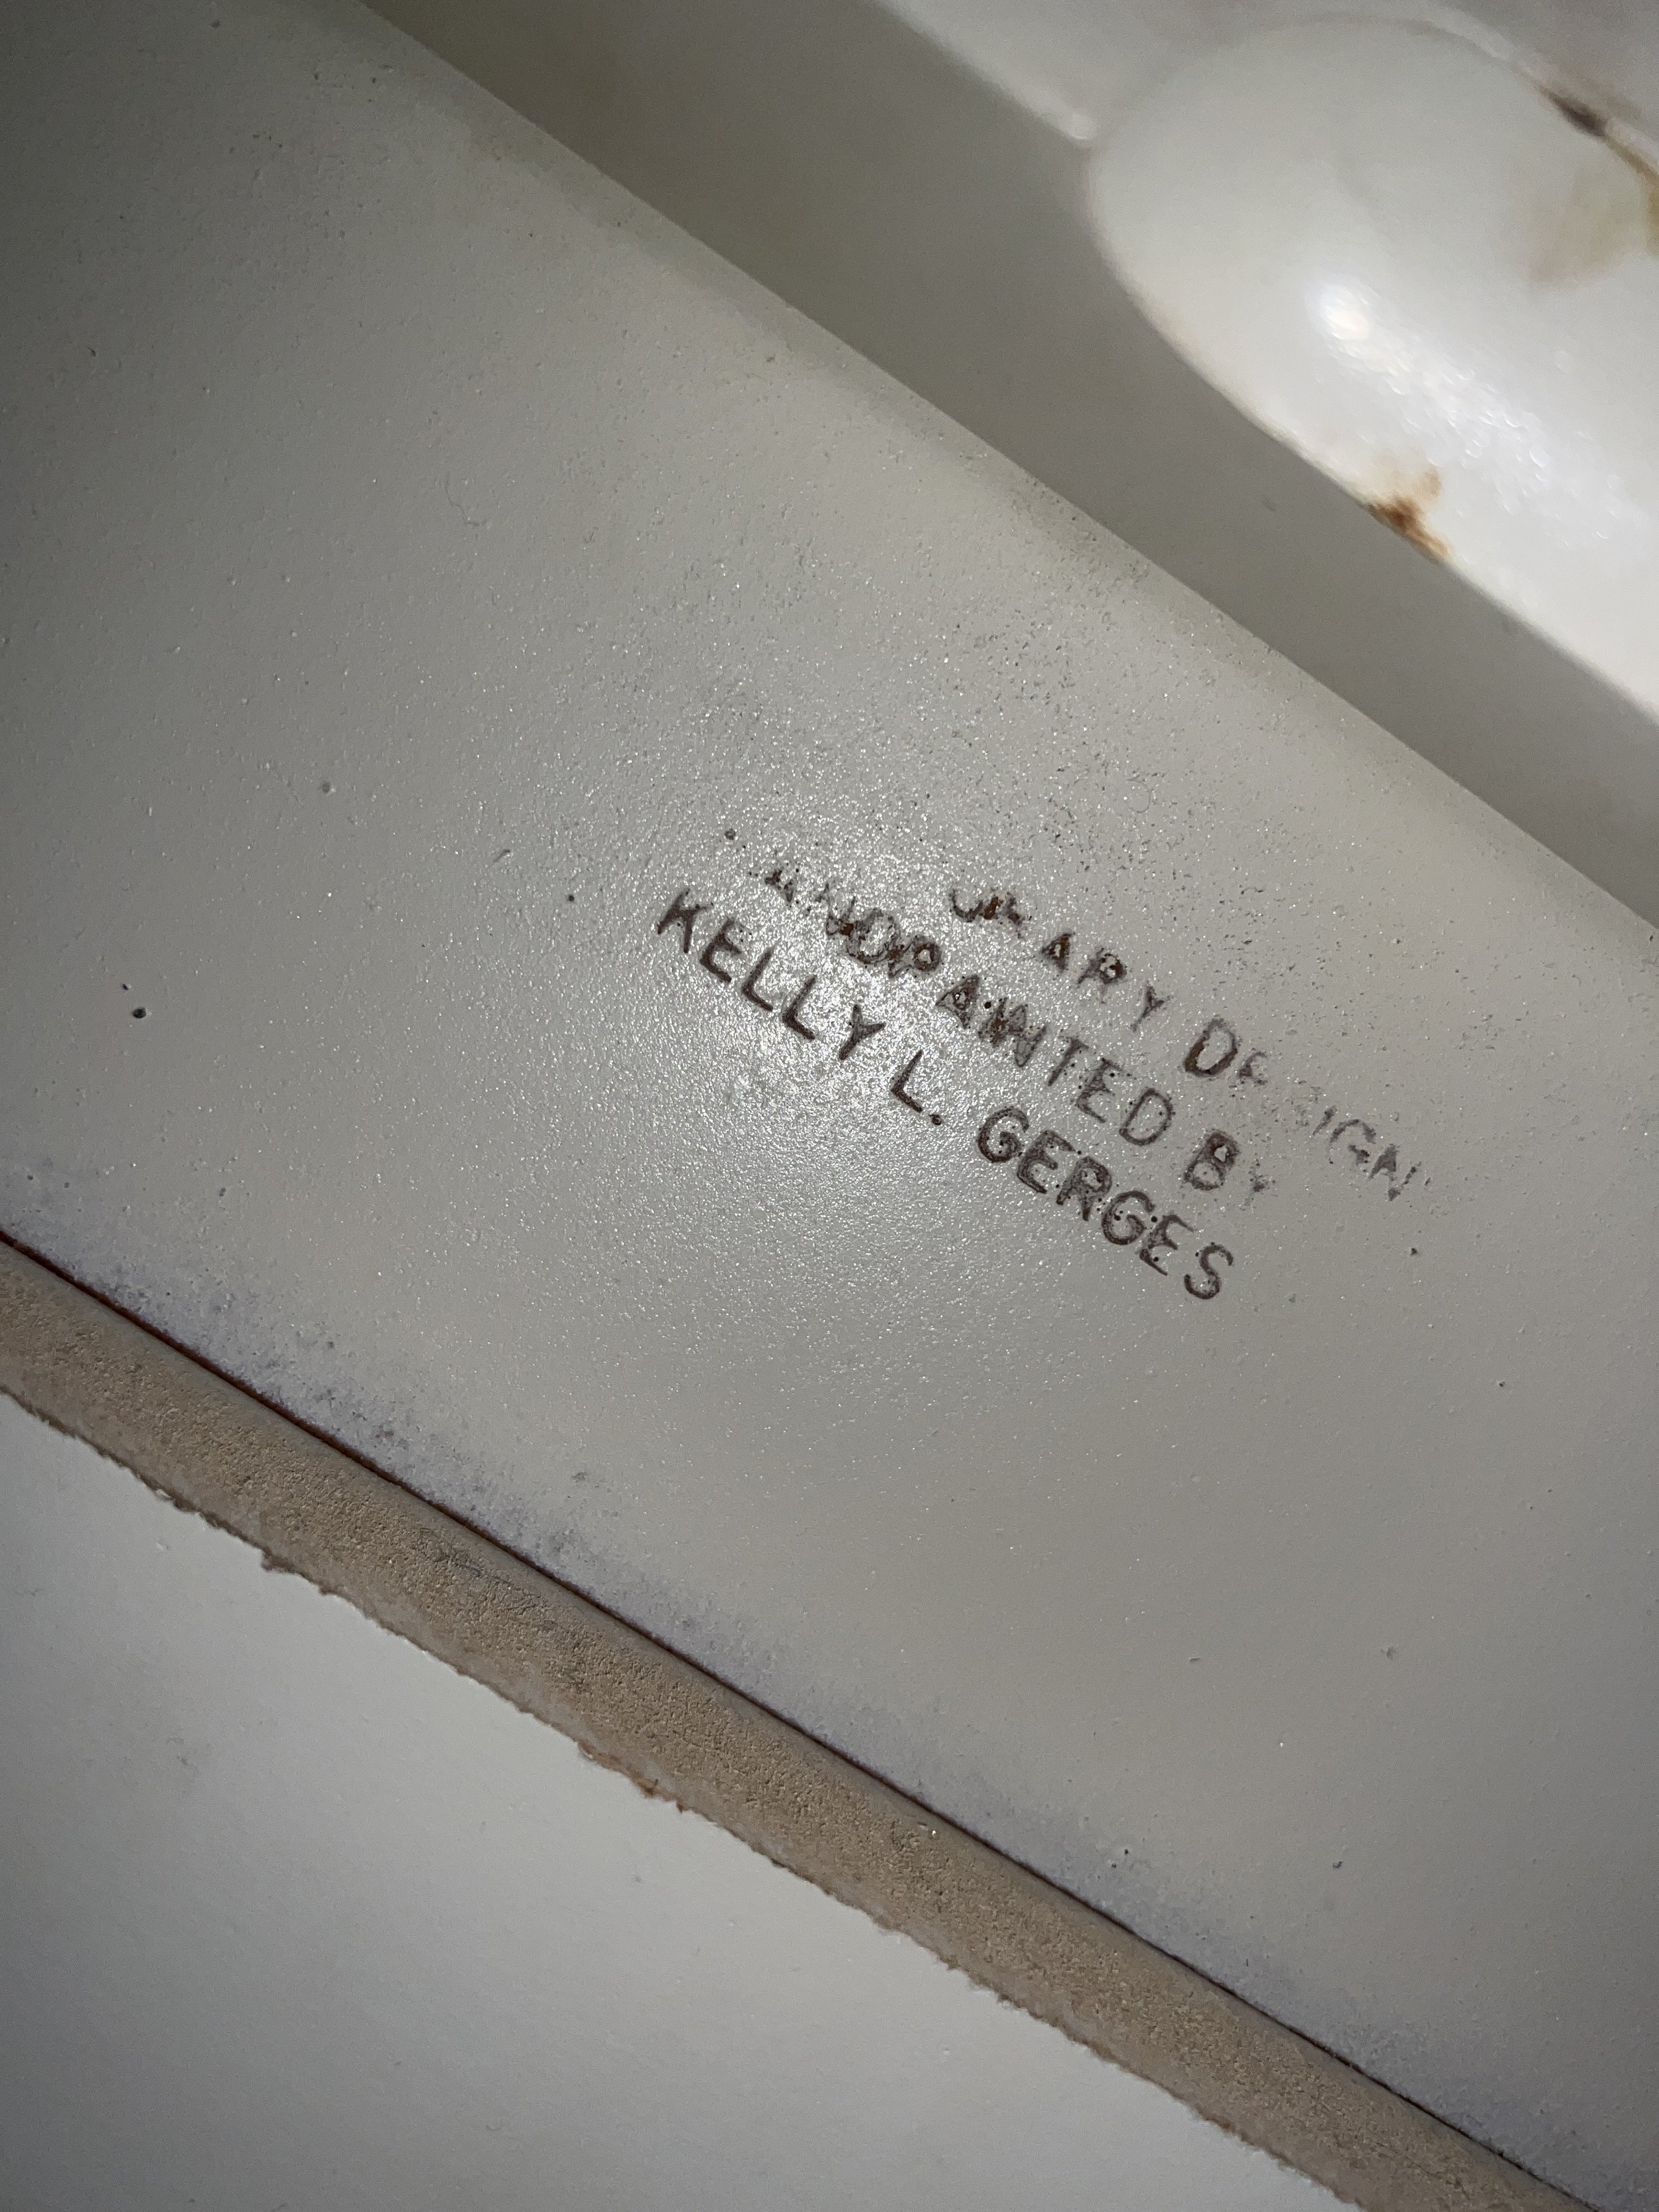 DESIGN
HANDPAINTED BY
KELLY L. GERGES